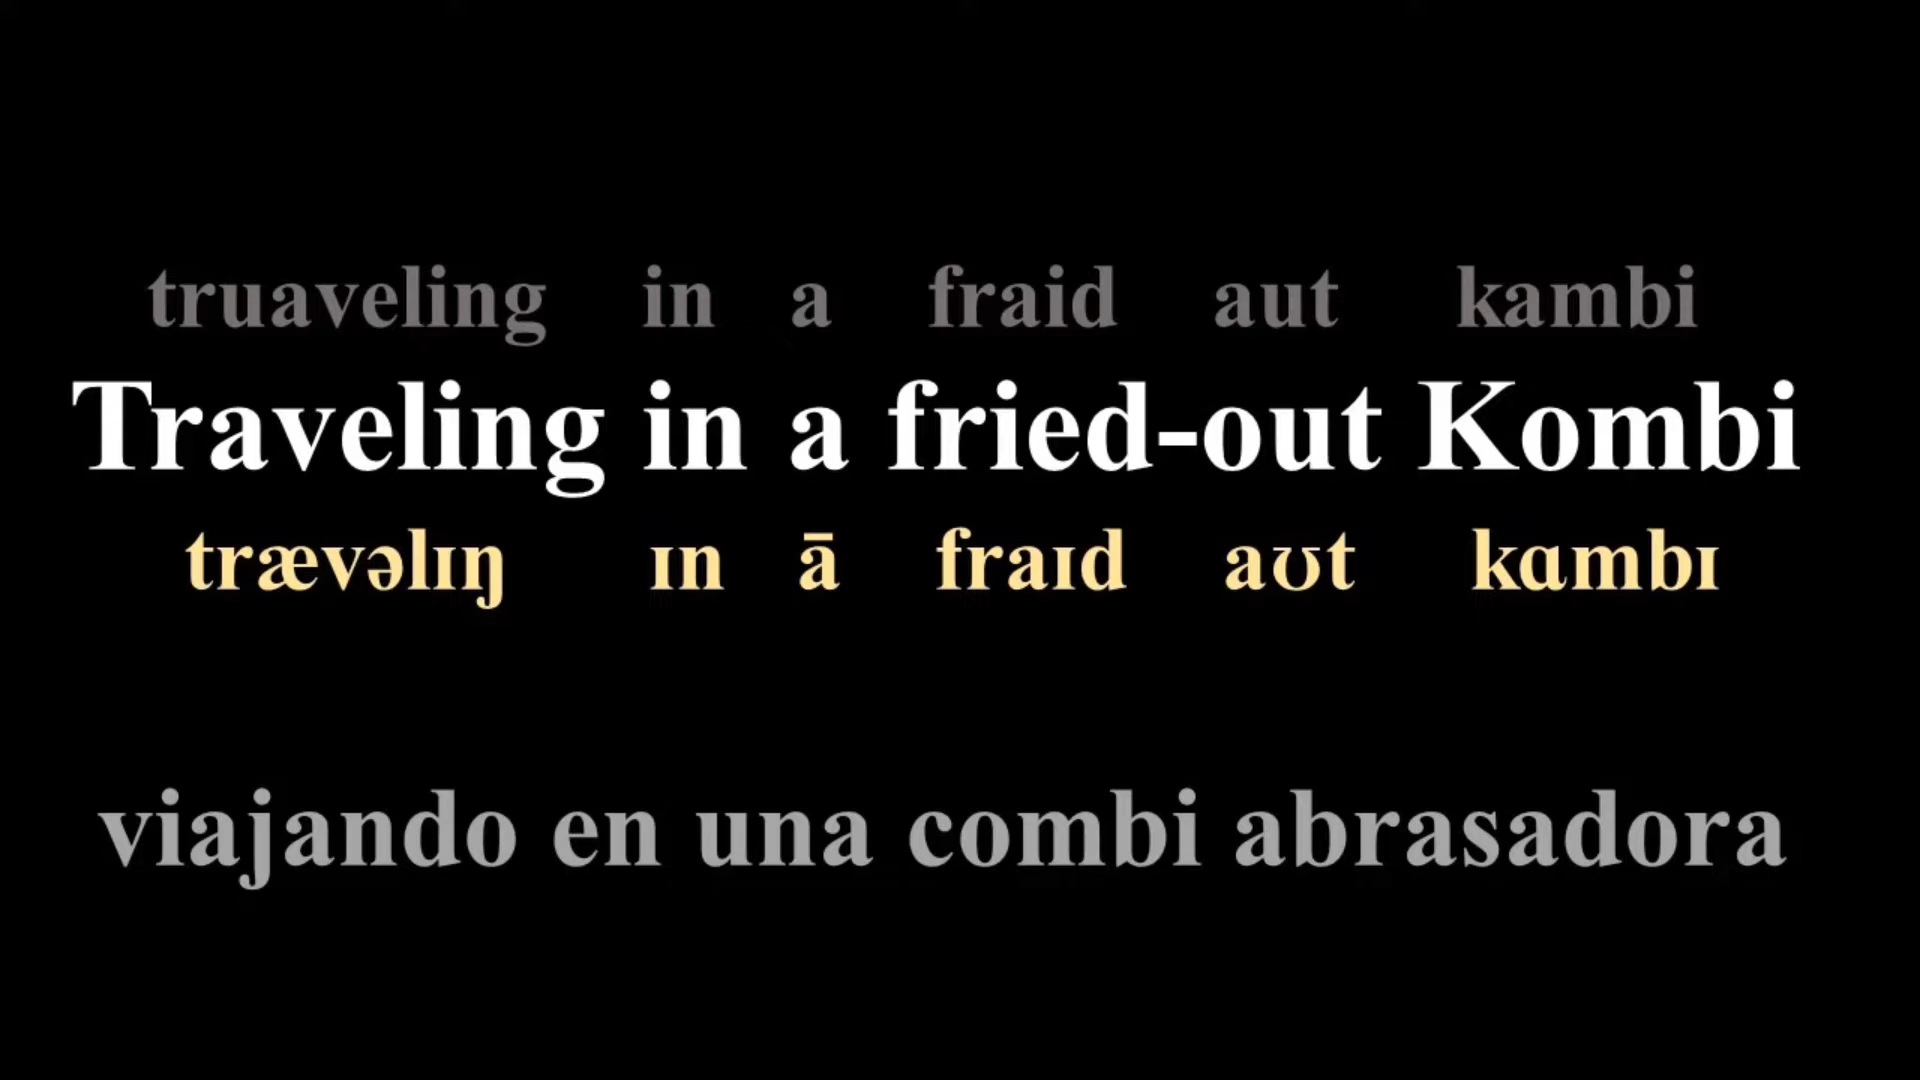 truaveling in a fraid aut kambi
Traveling in a fried-out Kombi
trævəlɪŋ ɪn ā fraɪd aʊt kɑmbɪ
viajando en una combi abrasadora